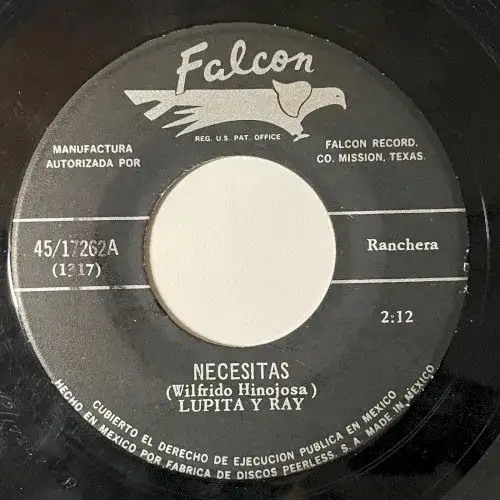 Falcon
REG. U.S. PAT. OFFICE
MANUFACTURA
AUTORIZADA POR
FALCON RECORD.
CO. MISSION, TEXAS.
45/17262A
(1317)
Ranchera
2:12
NECESITAS
(Wilfrido Hinojosa)
LUPITA Y RAY
CUBIERTO EL DERECHO DE EJECUCION PUBLICA EN MEXICO
HECHO EN MEXICO POR FABRICA DE DISCOS PEERLESS, S.A. MADE IN MEXICO